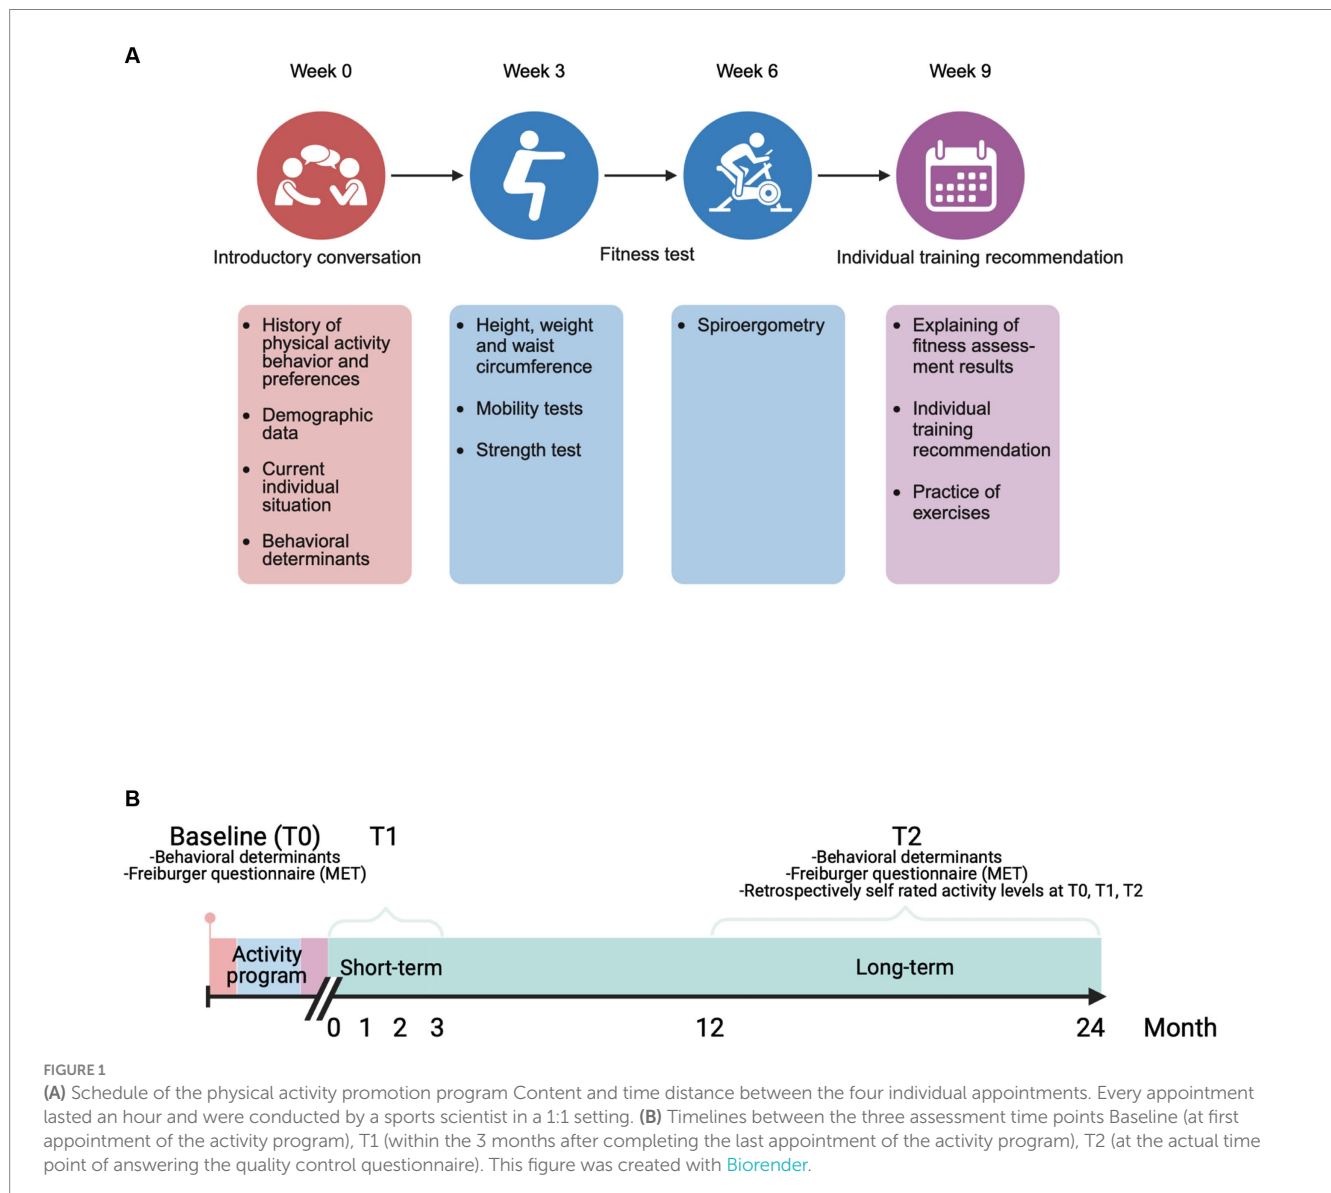 A
Week 0
Week 3
Week 6
Week 9
Introductory conversation
Fitness test
Individual training recommendation
• History of
physical activity
behavior and
preferences
• Demographic
data
• Current
individual
situation
• Behavioral
determinants
• Height, weight
and waist
circumference
• Mobility tests
• Strength test
• Spiroergometry
• Explaining of
fitness assess-
ment results
• Individual
training
recommendation
• Practice of
exercises
B
Baseline (T0)
-Behavioral determinants
-Freiburger questionnaire (MET)
T1
T2
-Behavioral determinants
-Freiburger questionnaire (MET)
-Retrospectively self rated activity levels at T0, T1, T2
Activity
program
Short-term
Long-term
0 1 2 3 12 24 Month
FIGURE 1
(A) Schedule of the physical activity promotion program Content and time distance between the four individual appointments. Every appointment
lasted an hour and were conducted by a sports scientist in a 1:1 setting. (B) Timelines between the three assessment time points Baseline (at first
appointment of the activity program), T1 (within the 3 months after completing the last appointment of the activity program), T2 (at the actual time
point of answering the quality control questionnaire). This figure was created with Biorender.